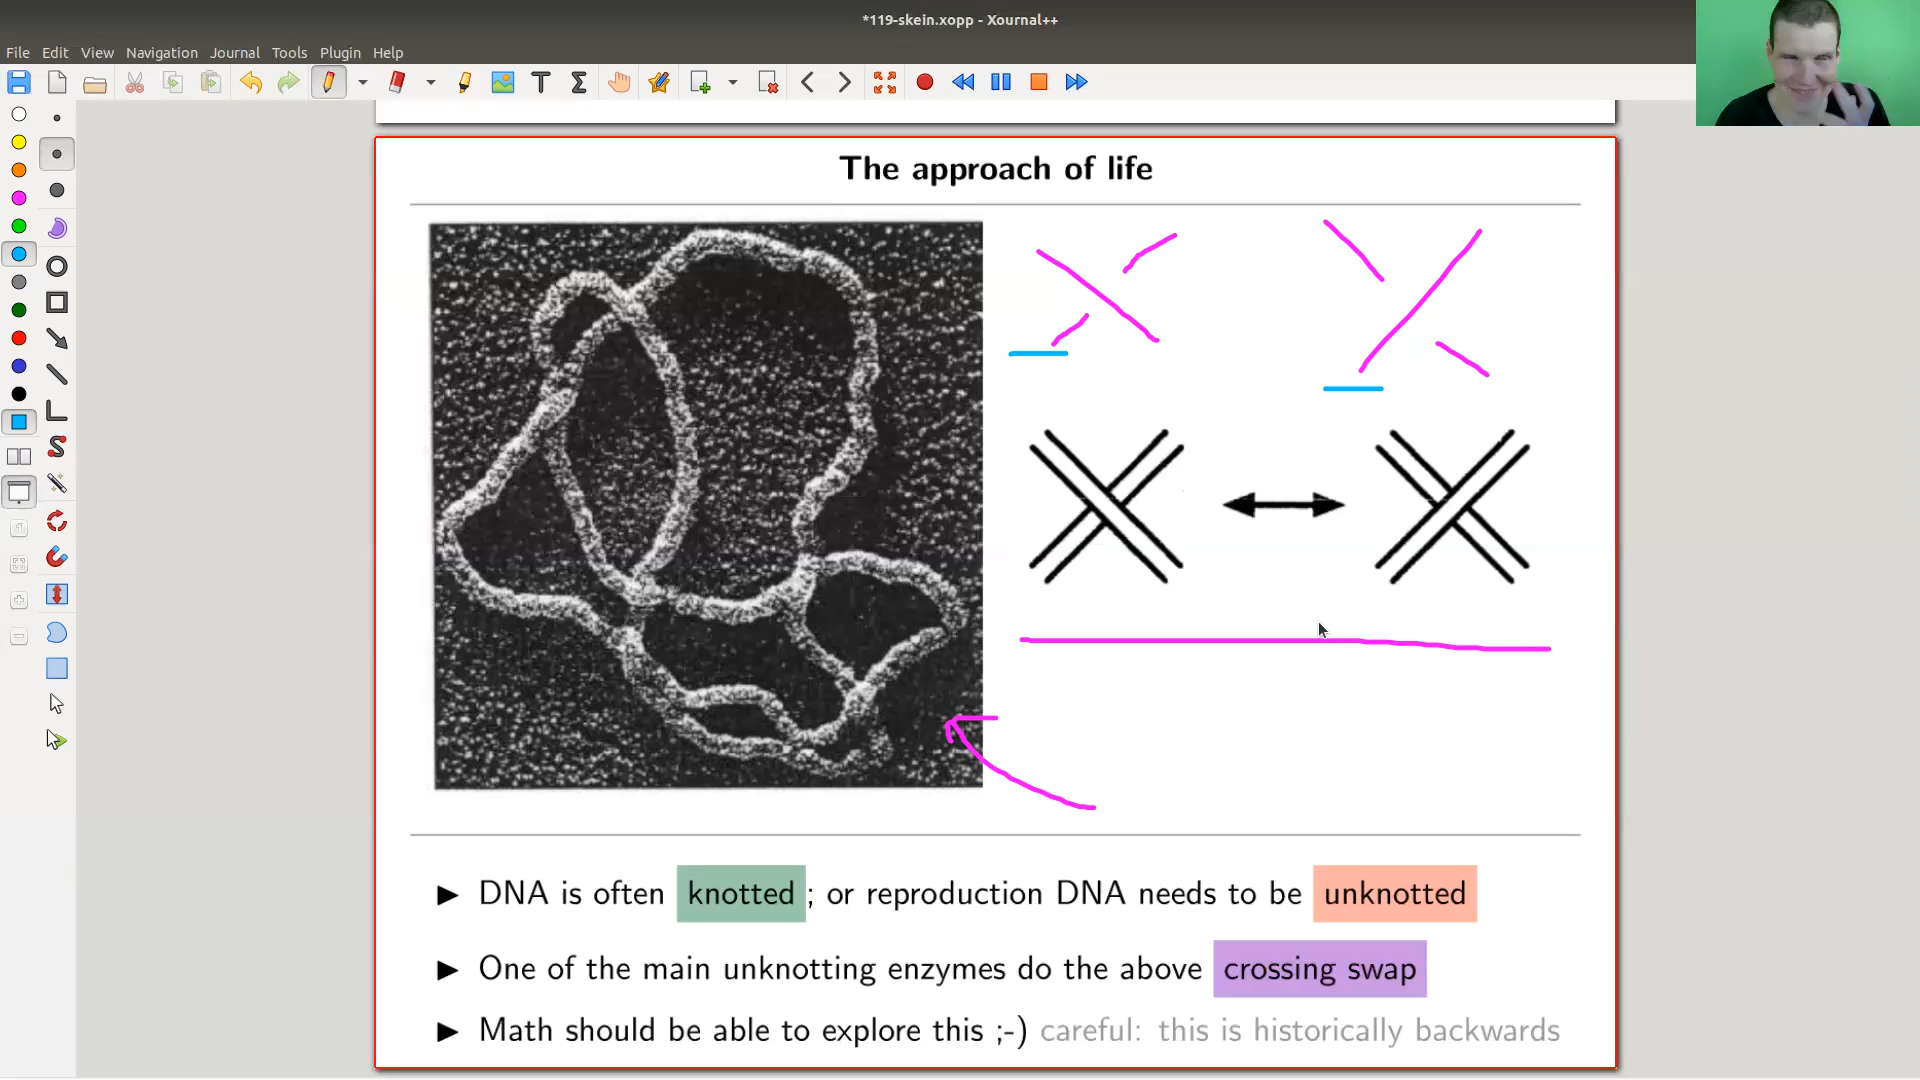 *119-skein.xopp - Xournal++
File Edit View Navigation Journal Tools Plugin Help
The approach of life
▶ DNA is often knotted ; or reproduction DNA needs to be unknotted
▶ One of the main unknotting enzymes do the above crossing swap
▶ Math should be able to explore this ;-) careful: this is historically backwards